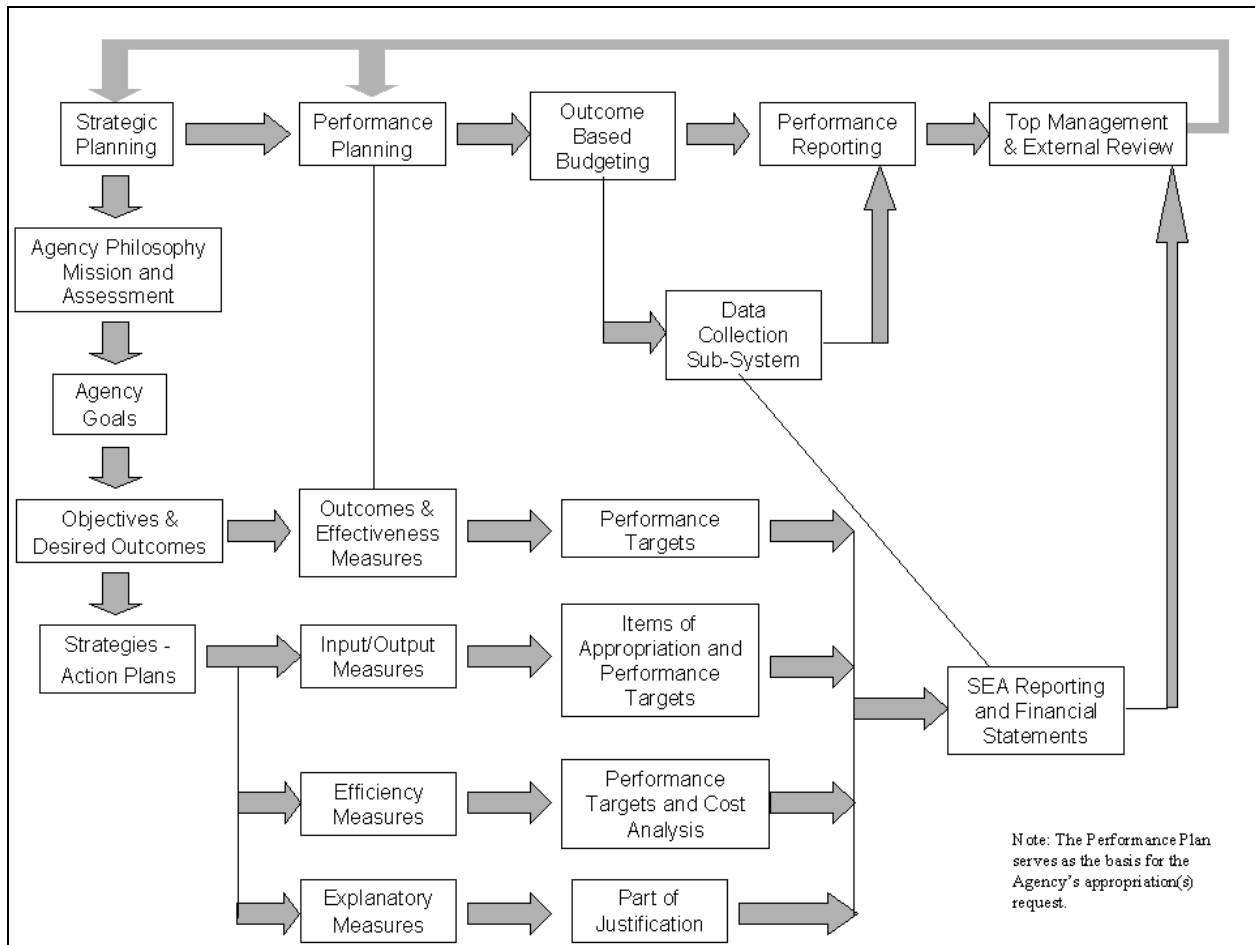 Strategic
Planning
Performance
Planning
Outcome
Based
Budgeting
Performance
Reporting
Top Management
& External Review
Agency Philosophy
Mission and
Assessment
Data
Collection
Sub-System
Agency
Goals
Objectives &
Desired Outcomes
Outcomes &
Effectiveness
Measures
Performance
Targets
Strategies -
Action Plans
Input/Output
Measures
Items of
Appropriation and
Performance
Targets
SEA Reporting
and Financial
Statements
Efficiency
Measures
Performance
Targets and Cost
Analysis
Explanatory
Measures
Part of
Justification
Note: The Performance Plan
serves as the basis for the
Agency's appropriation(s)
request.